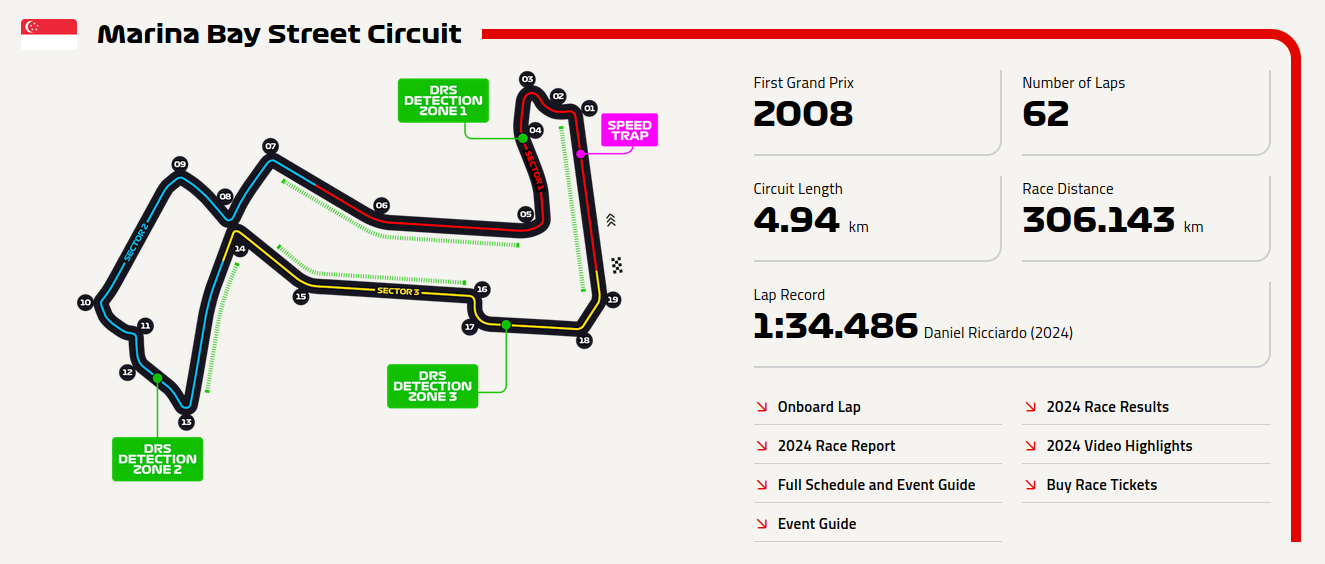 Marina Bay Street Circuit
DRS
DETECTION
ZONE 1
SPEED
TRAP
03
02
01
04
SECTOR 1
07
09
08
06
05
SECTOR 2
14
10
15
SECTOR 3
16
19
11
17
18
12
13
DRS
DETECTION
ZONE 3
DRS
DETECTION
ZONE 2
First Grand Prix
2008
Number of Laps
62
Circuit Length
4.94 km
Race Distance
306.143 km
Lap Record
1:34.486 Daniel Ricciardo (2024)
Onboard Lap
2024 Race Results
2024 Race Report
2024 Video Highlights
Full Schedule and Event Guide
Buy Race Tickets
Event Guide